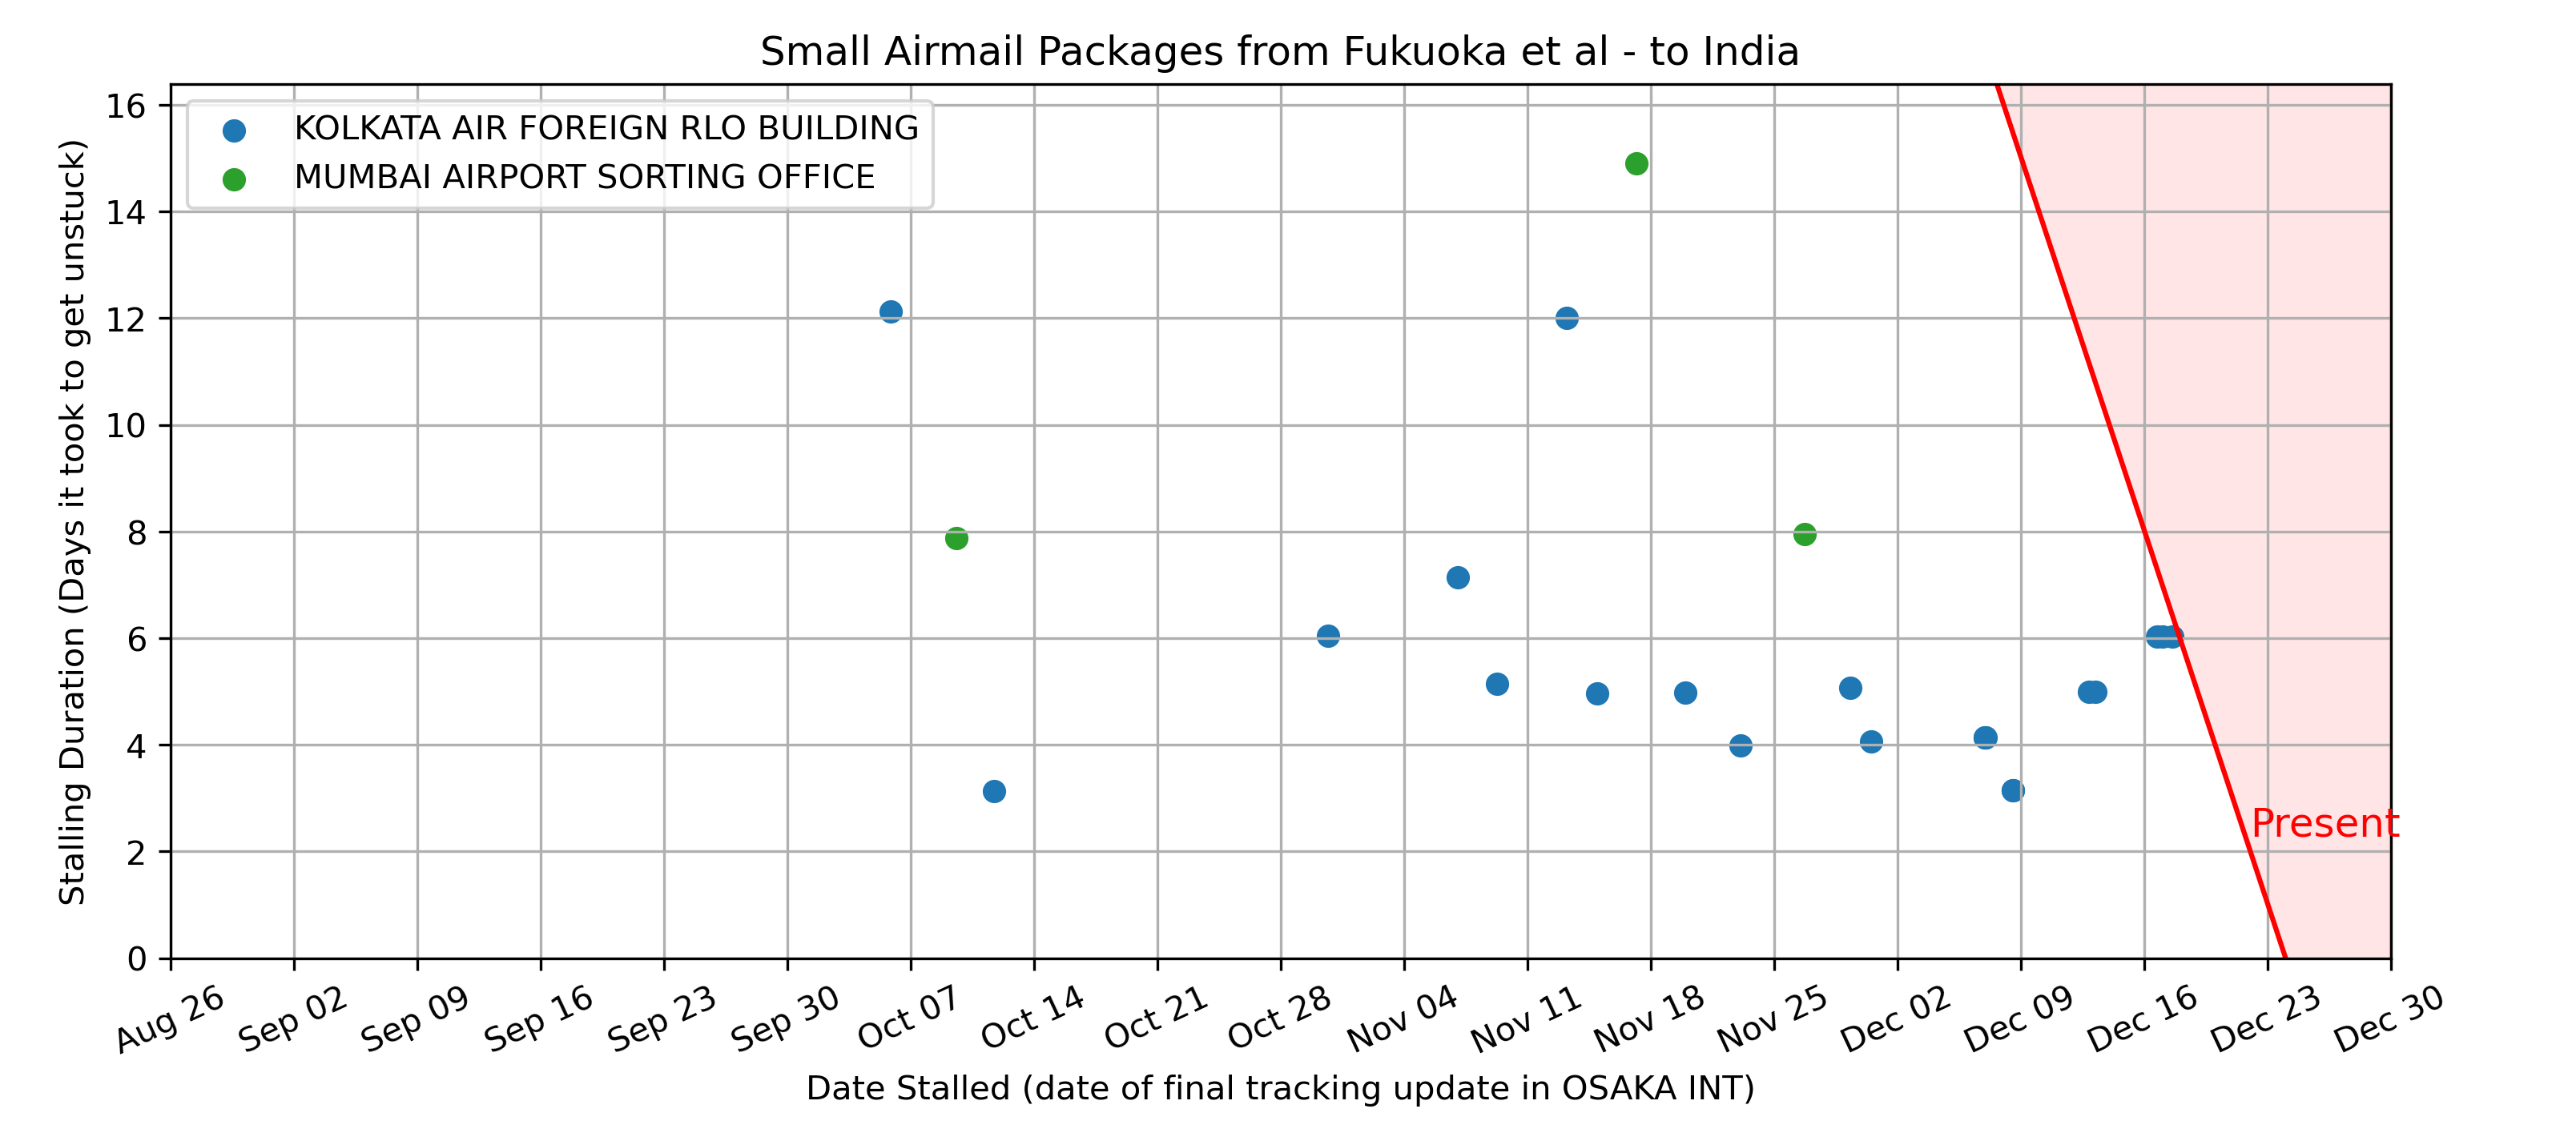 Small Airmail Packages from Fukuoka et al - to India
KOLKATA AIR FOREIGN RLO BUILDING
MUMBAI AIRPORT SORTING OFFICE
Stalling Duration (Days it took to get unstuck)
16
14
12
10
8
6
4
2
0
Present
Aug 26
Sep 02
Sep 09
Sep 16
Sep 23
Sep 30
Oct 07
Oct 14
Oct 21
Oct 28
Nov 04
Nov 11
Nov 18
Nov 25
Dec 02
Dec 09
Dec 16
Dec 23
Dec 30
Date Stalled (date of final tracking update in OSAKA INT)